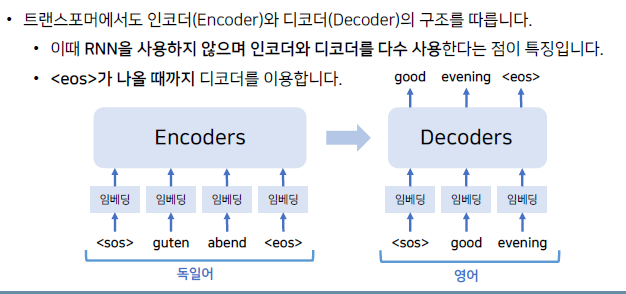 • 트랜스포머에서도 인코더(Encoder)와 디코더(Decoder)의 구조를 따릅니다.
• 이때 RNN을 사용하지 않으며 인코더와 디코더를 다수 사용한다는 점이 특징입니다.
• <eos>가 나올 때까지 디코더를 이용합니다.
good evening <eos>
Encoders Decoders
임베딩 임베딩 임베딩 임베딩 임베딩 임베딩 임베딩
<sos> guten abend <eos> <sos> good evening
독일어 영어